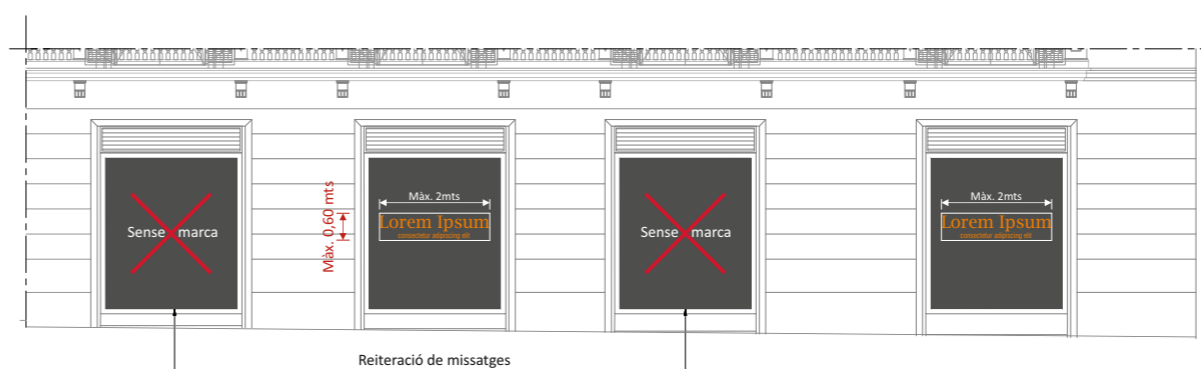 Sense marca
Màx. 0,60 mts
Màx. 2mts
Lorem Ipsum
consectetur adipiscing elit
Sense marca
Màx. 2mts
Lorem Ipsum
consectetur adipiscing elit
Reiteració de missatges